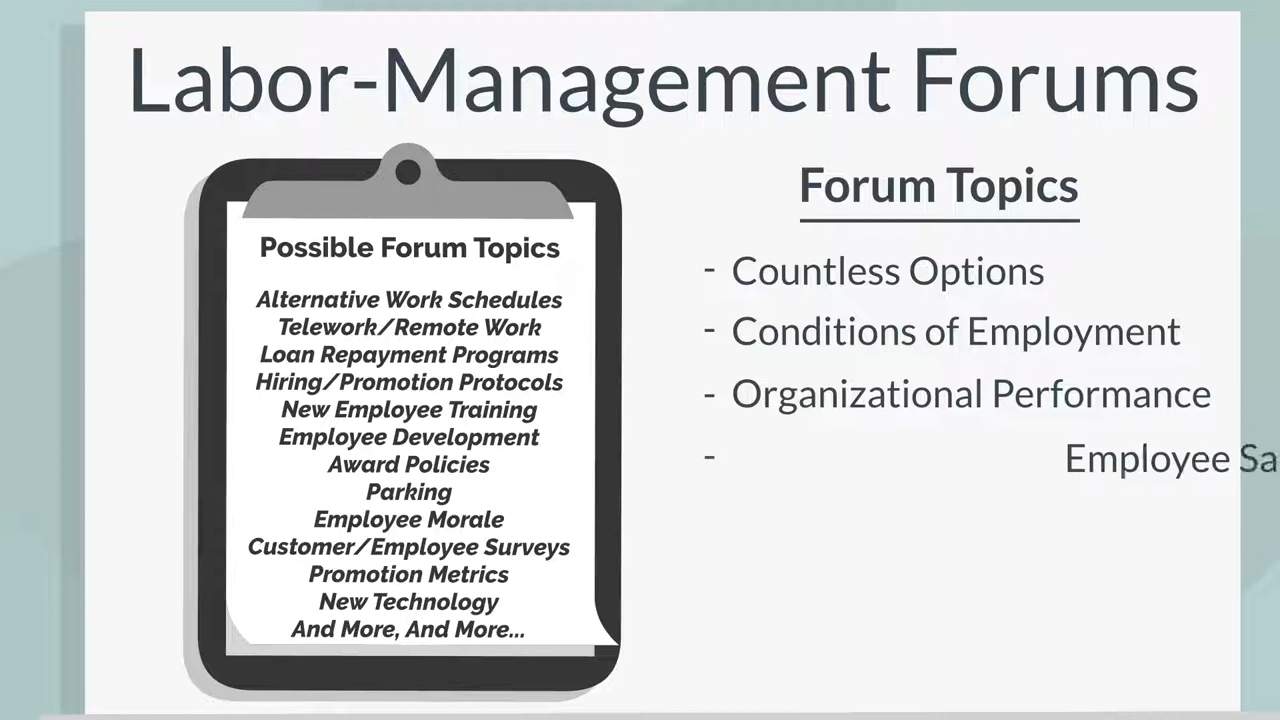 Labor-Management Forums
Possible Forum Topics
Alternative Work Schedules
Telework/Remote Work
Loan Repayment Programs
Hiring/Promotion Protocols
New Employee Training
Employee Development
Award Policies
Parking
Employee Morale
Customer/Employee Surveys
Promotion Metrics
New Technology
And More, And More...
Forum Topics
- Countless Options
- Conditions of Employment
- Organizational Performance
- Employee